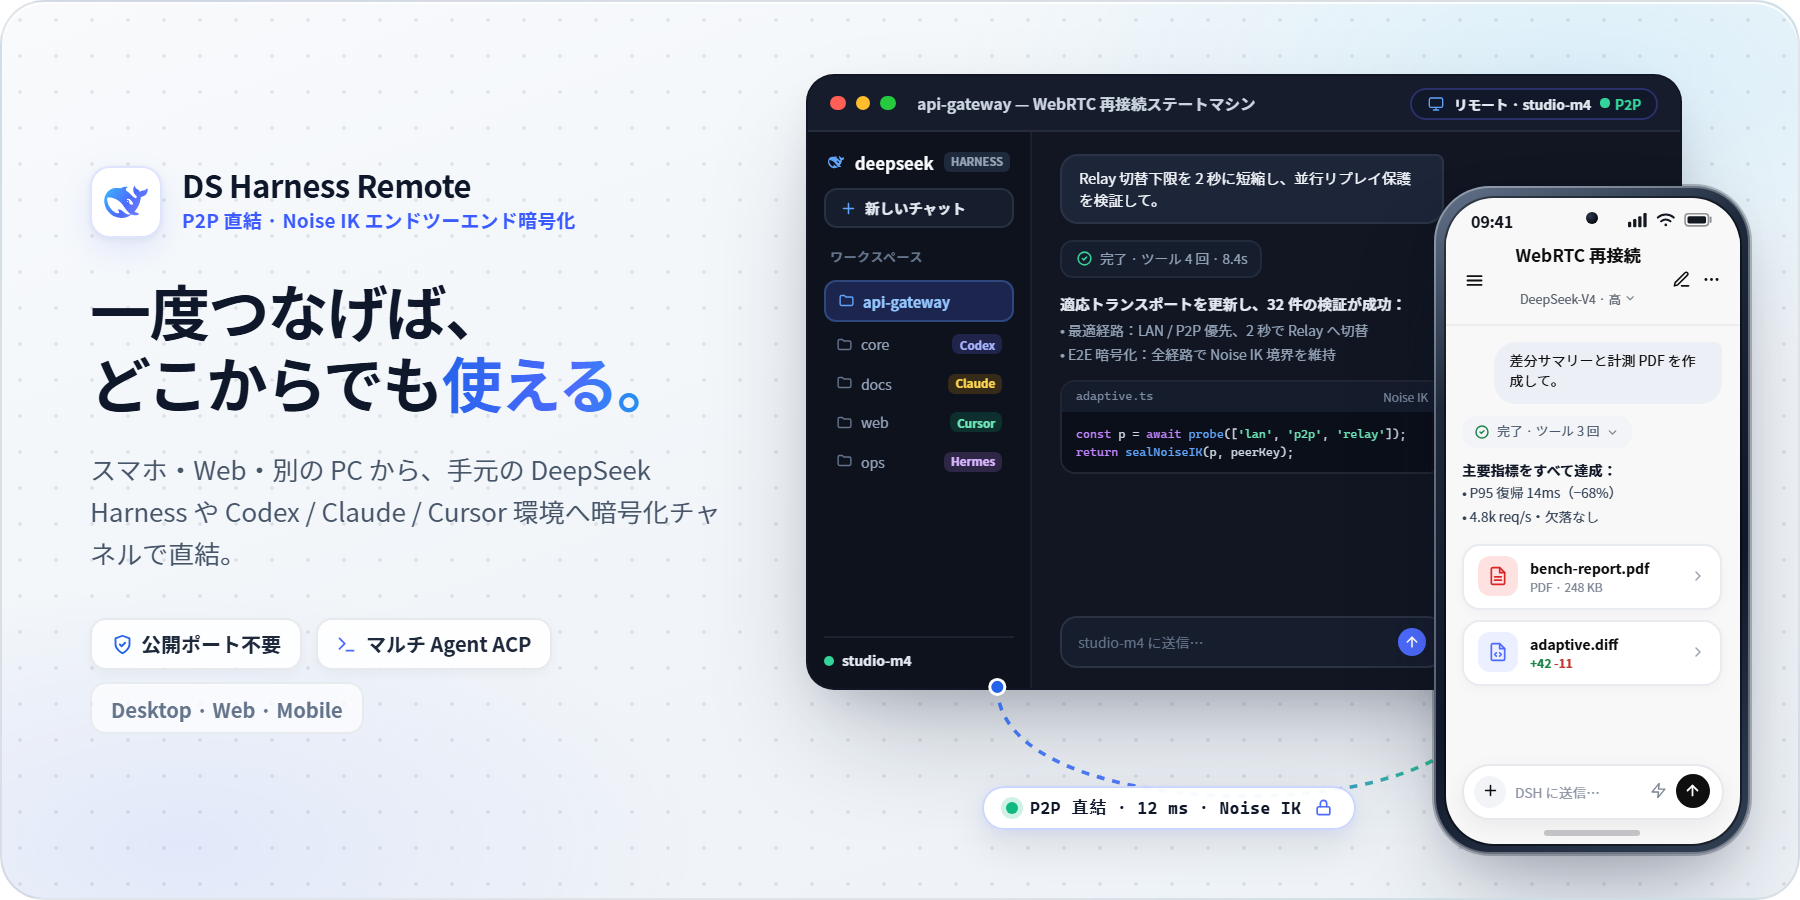 DS Harness Remote
P2P 直結 · Noise IK エンドツーエンド暗号化
一度つなげば、
どこからでも使える。
スマホ・Web・別の PC から、手元の DeepSeek
Harness や Codex / Claude / Cursor 環境へ暗号化チャ
ネルで直結。
公開ポート不要
マルチ Agent ACP
Desktop · Web · Mobile
api-gateway — WebRTC 再接続ステートマシン
リモート · studio-m4
P2P
deepseek
HARNESS
新しいチャット
ワークスペース
api-gateway
core
Codex
docs
Claude
web
Cursor
ops
Hermes
studio-m4
Relay 切替下限を 2 秒に短縮し、並行リプレイ保護
を検証して。
完了 · ツール 4 回 · 8.4s
適応トランスポートを更新し、32 件の検証が成功：
• 最適経路：LAN / P2P 優先、2 秒で Relay へ切替
• E2E 暗号化：全経路で Noise IK 境界を維持
adaptive.ts
Noise IK
const p = await probe(['lan', 'p2p', 'relay']);
return sealNoiseIK(p, peerKey);
studio-m4 に送信…
P2P 直結 · 12 ms · Noise IK
09:41
WebRTC 再接続
DeepSeek-V4 · 高
差分サマリーと計測 PDF を作
成して。
完了 · ツール 3 回
主要指標をすべて達成：
• P95 復帰 14ms（−68%）
• 4.8k req/s・欠落なし
bench-report.pdf
PDF · 248 KB
adaptive.diff
+42 -11
DSH に送信…